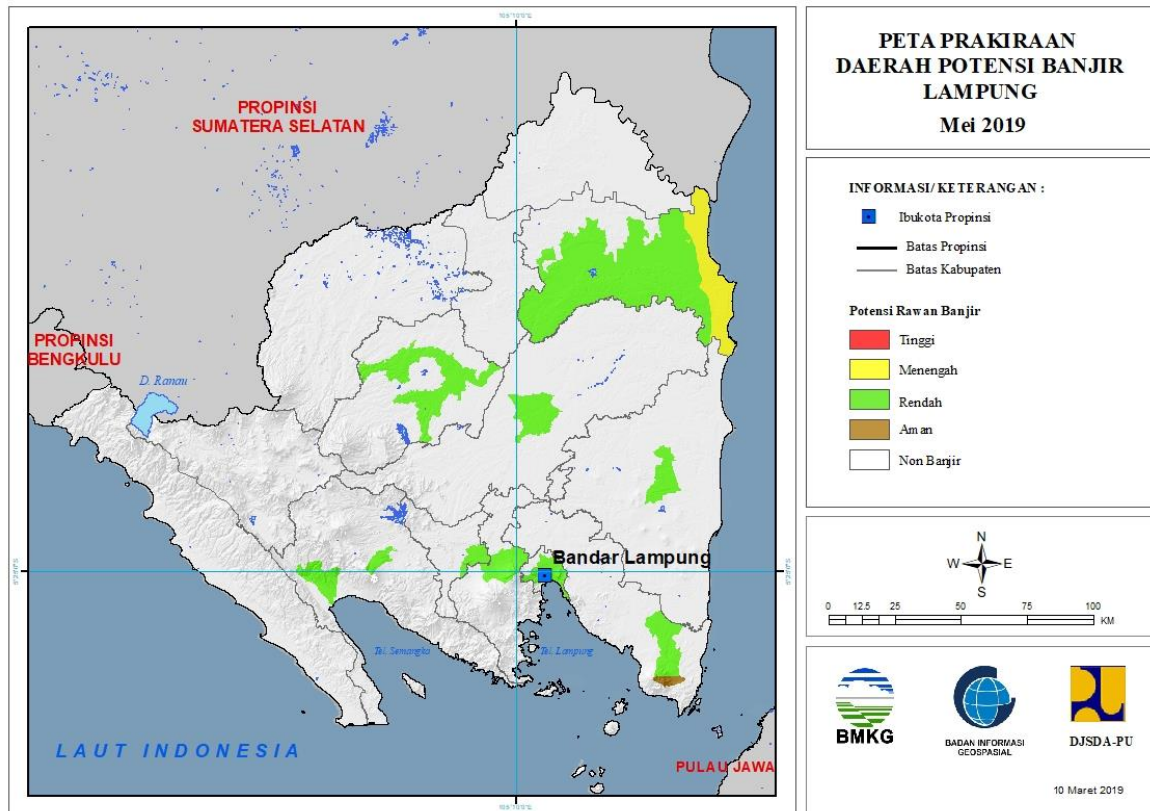 PROPINSI
SUMATERA SELATAN
PROPINSI
BENGKULU
D. Ranau
Bandar Lampung
Tel. Semangka
Tel. Lampung
LAUT INDONESIA
PULAU JAWA
PETA PRAKIRAAN
DAERAH POTENSI BANJIR
LAMPUNG
Mei 2019
INFORMASI/ KETERANGAN :
Ibukota Propinsi
Batas Propinsi
Batas Kabupaten
Potensi Rawan Banjir
Tinggi
Menengah
Rendah
Aman
Non Banjir
N
W E
S
0 12.5 25 50 75 100
KM
BMKG
BADAN INFORMASI
GEOSPASIAL
DJSDA-PU
10 Maret 2019